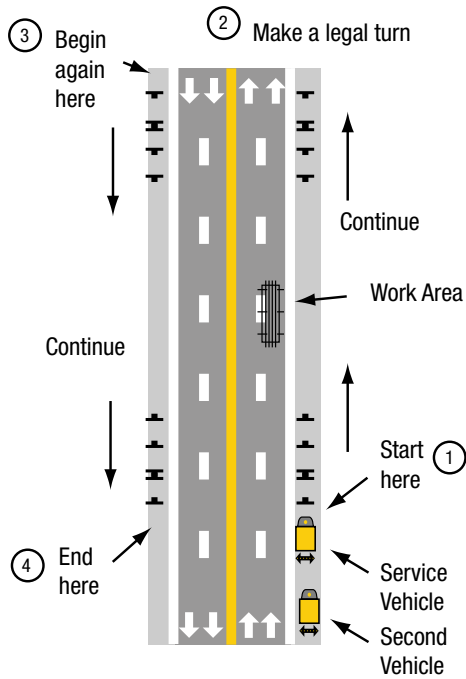 3
Begin
again
here
2
Make a legal turn
Continue
Work Area
Continue
Start
here
1
4
End
here
Service
Vehicle
Second
Vehicle